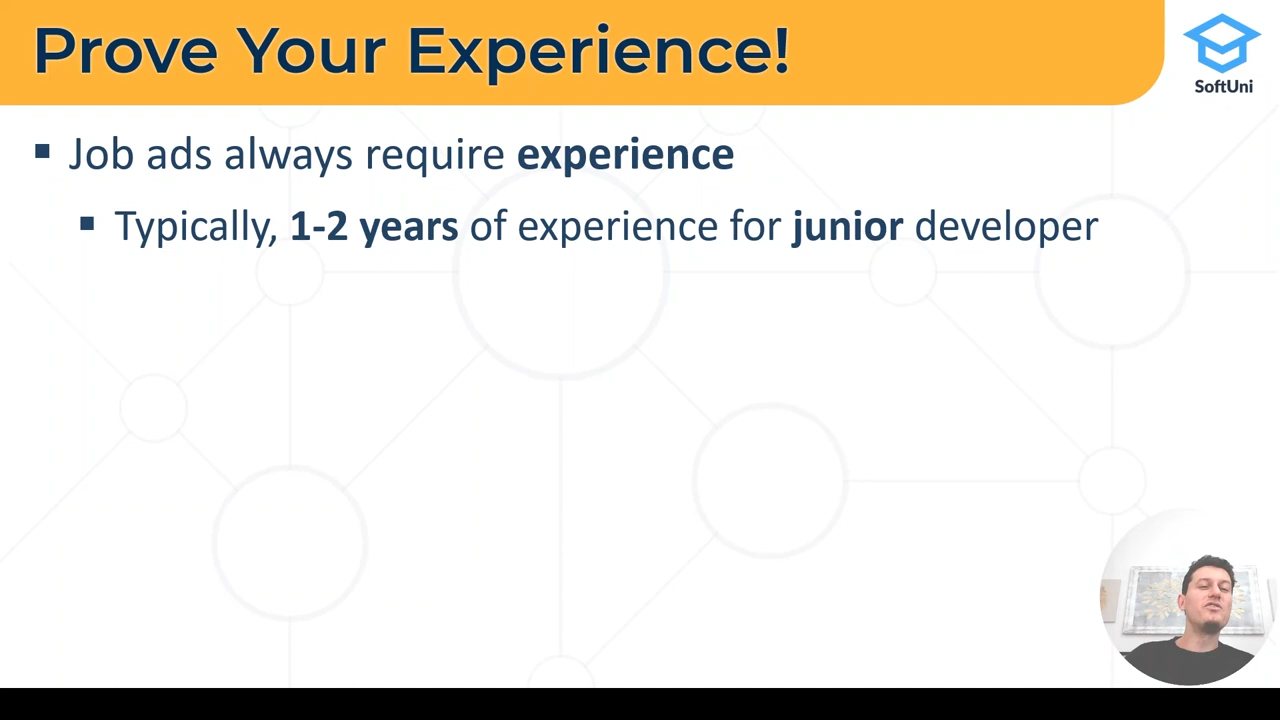 Prove Your Experience!
SoftUni
▪ Job ads always require experience
▪ Typically, 1-2 years of experience for junior developer